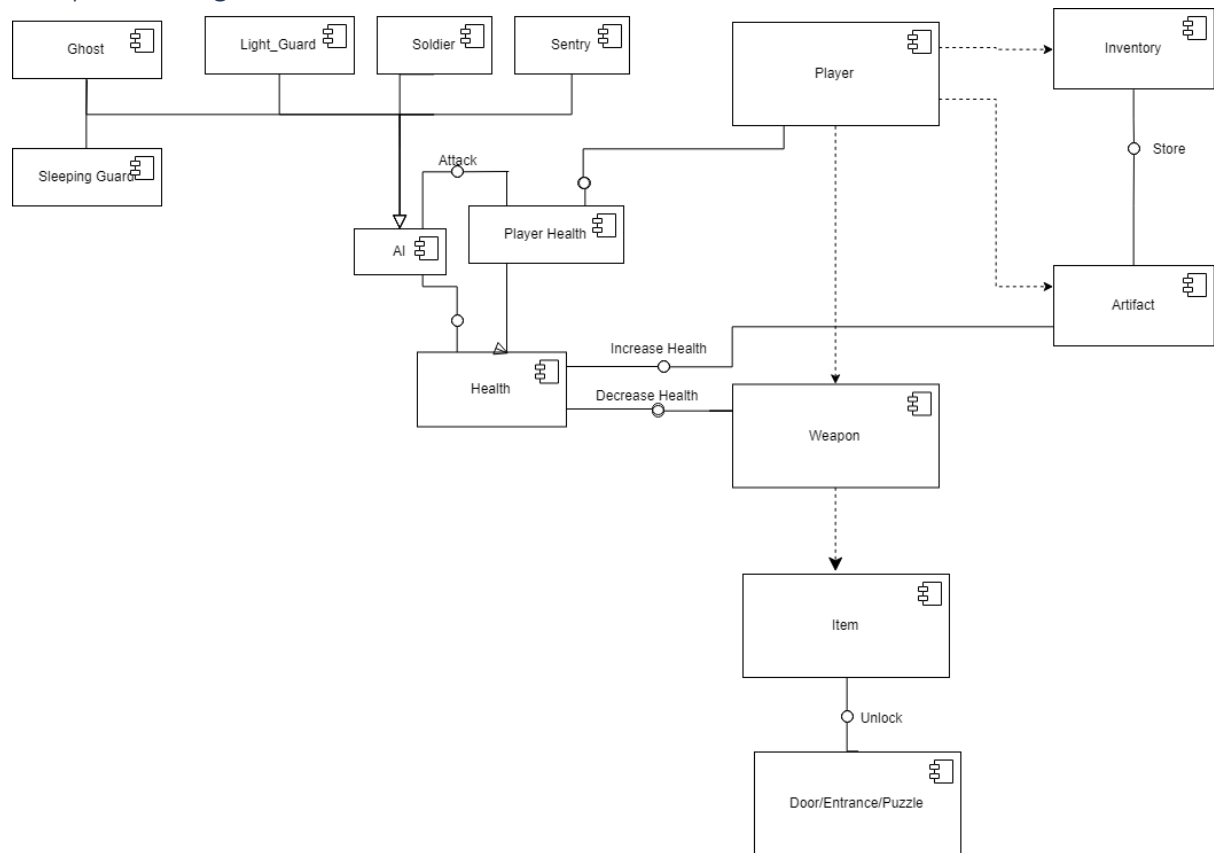 Ghost
Light_Guard
Soldier
Sentry
Player
Inventory
Store
Sleeping Guard
Attack
Player Health
AI
Artifact
Increase Health
Health
Decrease Health
Weapon
Item
Unlock
Door/Entrance/Puzzle